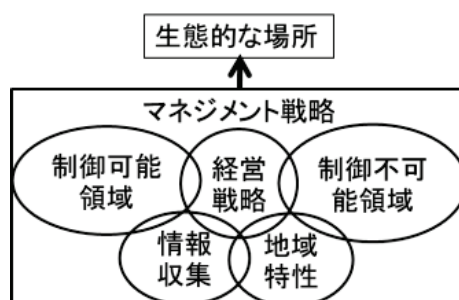 生態的な場所
マネジメント戦略
制御可能
領域
経営
戦略
制御不可
能領域
情報
収集
地域
特性